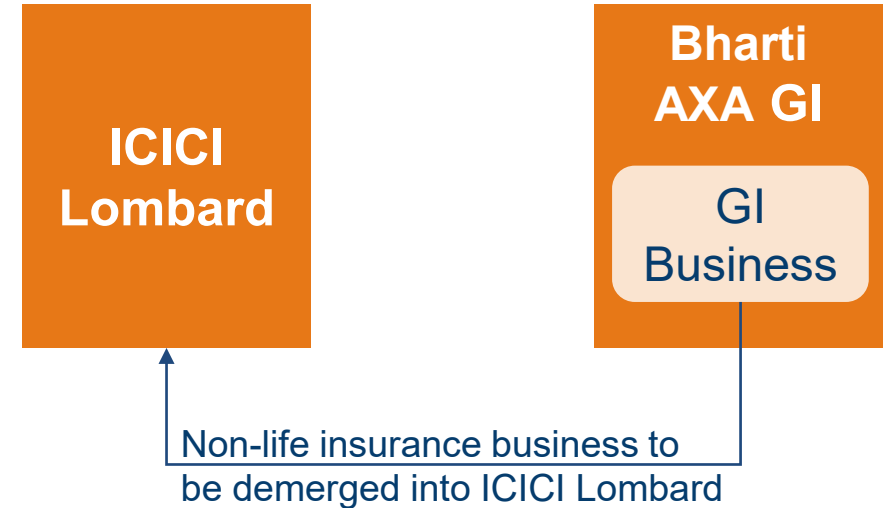 ICICI
Lombard
Bharti
AXA GI
GI
Business
Non-life insurance business to
be demerged into ICICI Lombard